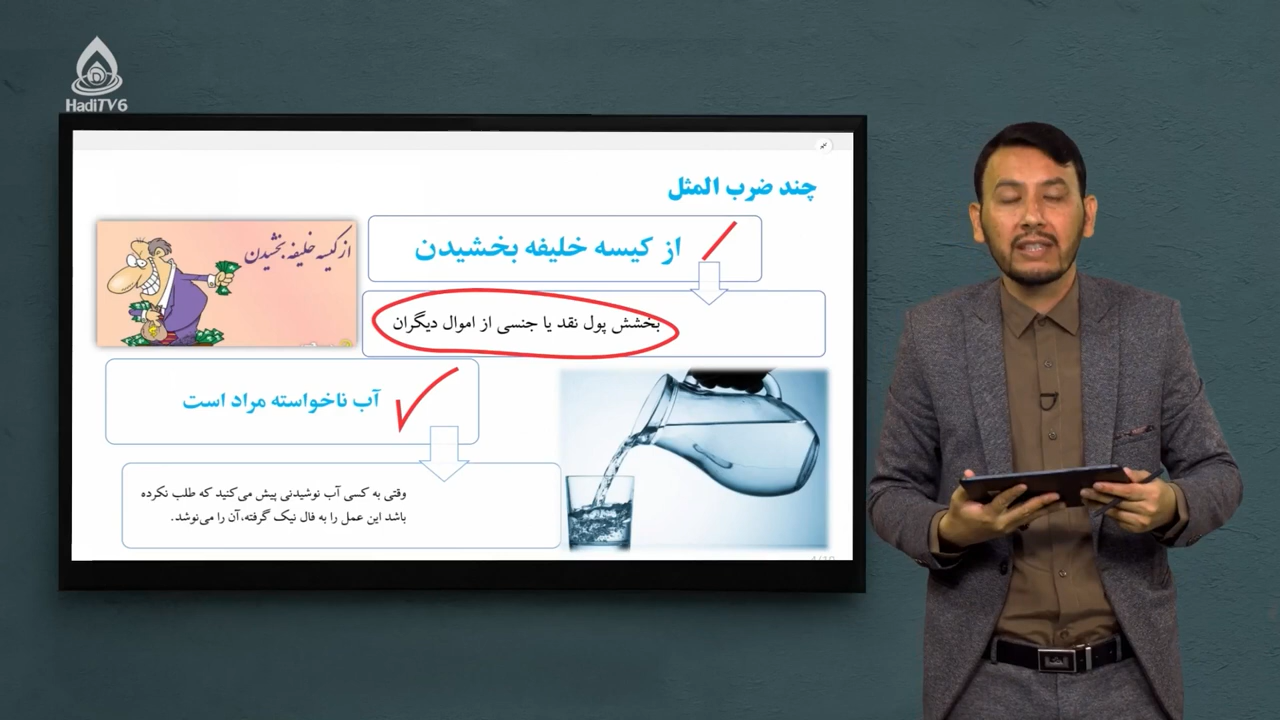 HadiTV6
چند ضرب المثل
از کیسه خلیفه بخشیدن
از کیسه خلیفه بخشیدن
بخشش پول نقد یا جنسی از اموال دیگران
آب ناخواسته مراد است
وقتی به کسی آب نوشیدنی پیش می‌کنید که طلب نکرده
باشد این عمل را به فال نیک گرفته،آن را می‌نوشد.